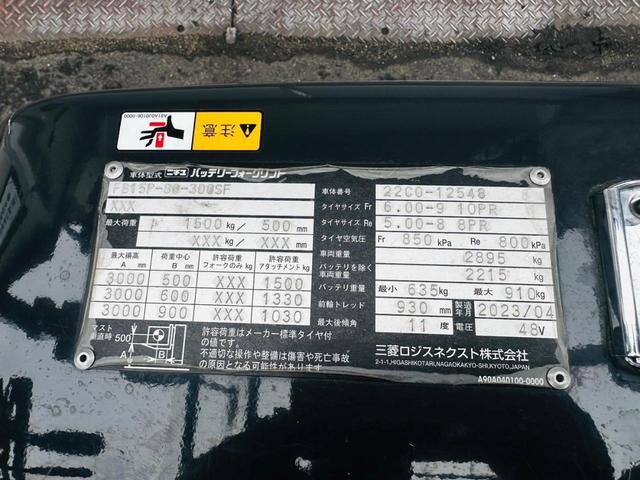 A91A0J0106-0000
注意
車体型式 ニチユ バッテリーフォークリフト
FB15P-80-300SF
XXX
最大荷重 1500 kg/ 500 mm
XXX kg/ XXX mm
最大揚高 A mm 荷重中心 B mm 許容荷重 フォークのみ kg 許容荷重 アタッチメント kg
3000 500 XXX 1500
3000 600 XXX 1330
3000 900 XXX 1030
マスト垂直時 500 B A
許容荷重はメーカー標準タイヤ付
の値です。
不適切な操作や整備は傷害や死亡事故
の原因となる可能性があります。
車体番号 22C0-12548
タイヤサイズ Fr 6.00-9 10PR
タイヤサイズ Re 5.00-8 8PR
タイヤ空気圧 Fr 850 kPa Re 800 kPa
車両重量 2895 kg
バッテリを除く車両重量 2215 kg
バッテリ重量 最小 635 kg 最大 910 kg
前輪トレッド 930 mm 製造年月 2023/04
最大後傾角 11 度 電圧 48 V
三菱ロジスネクスト株式会社
2-1-1,HIGASHIKOTARI,NAGAOKAKYO-SHI,KYOTO,JAPAN
A90A040100-0000